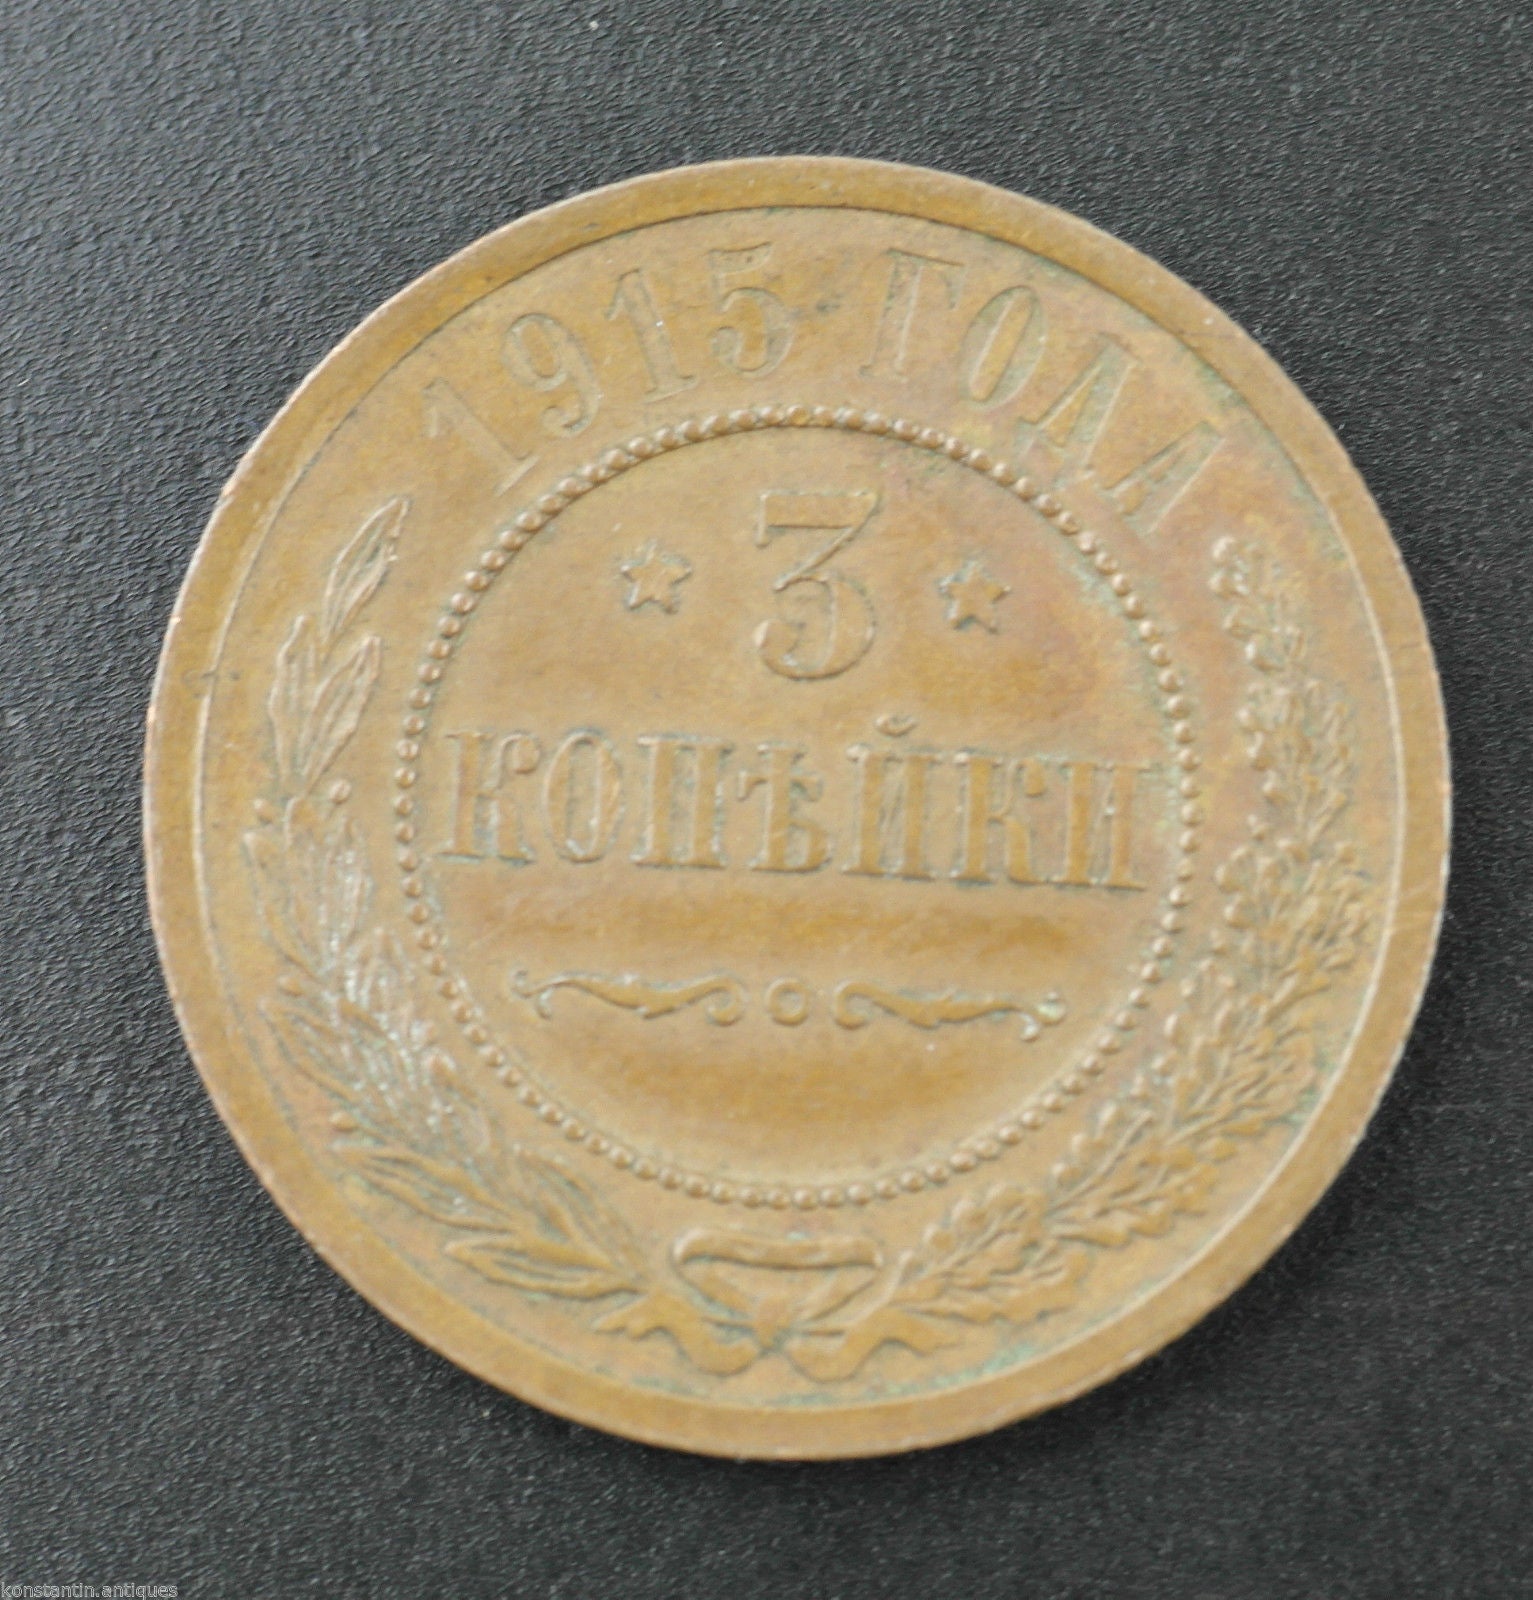 1915 ГОДА
3
КОПѢЙКИ
konstantin.antiques